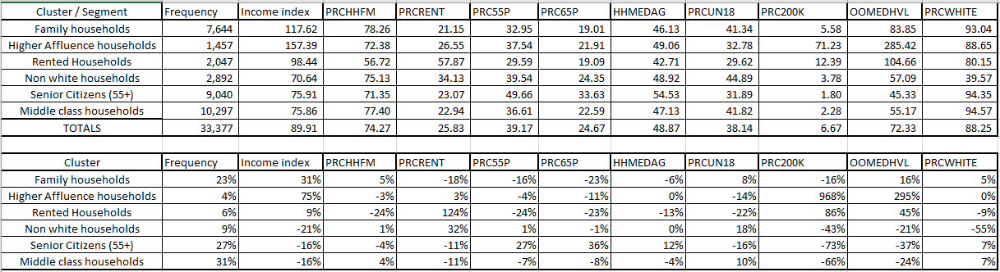 Cluster / Segment Frequency Income index PRCHHFM PRCRENT PRC55P PRC65P HHMEDAG PRCUN18 PRC200K OOMEDHVL PRCWHITE
Family households 7,644 117.62 78.26 21.15 32.95 19.01 46.13 41.34 5.58 83.85 93.04
Higher Affluence households 1,457 157.39 72.38 26.55 37.54 21.91 49.06 32.78 71.23 285.42 88.65
Rented Households 2,047 98.44 56.72 57.87 29.59 19.09 42.71 29.62 12.39 104.66 80.15
Non white households 2,892 70.64 75.13 34.13 39.54 24.35 48.92 44.89 3.78 57.09 39.57
Senior Citizens (55+) 9,040 75.91 71.35 23.07 49.66 33.63 54.53 31.89 1.80 45.33 94.35
Middle class households 10,297 75.86 77.40 22.94 36.61 22.59 47.13 41.82 2.28 55.17 94.57
TOTALS 33,377 89.91 74.27 25.83 39.17 24.67 48.87 38.14 6.67 72.33 88.25
Cluster Frequency Income index PRCHHFM PRCRENT PRC55P PRC65P HHMEDAG PRCUN18 PRC200K OOMEDHVL PRCWHITE
Family households 23% 31% 5% -18% -16% -23% -6% 8% -16% 16% 5%
Higher Affluence households 4% 75% -3% 3% -4% -11% 0% -14% 968% 295% 0%
Rented Households 6% 9% -24% 124% -24% -23% -13% -22% 86% 45% -9%
Non white households 9% -21% 1% 32% 1% -1% 0% 18% -43% -21% -55%
Senior Citizens (55+) 27% -16% -4% -11% 27% 36% 12% -16% -73% -37% 7%
Middle class households 31% -16% 4% -11% -7% -8% -4% 10% -66% -24% 7%